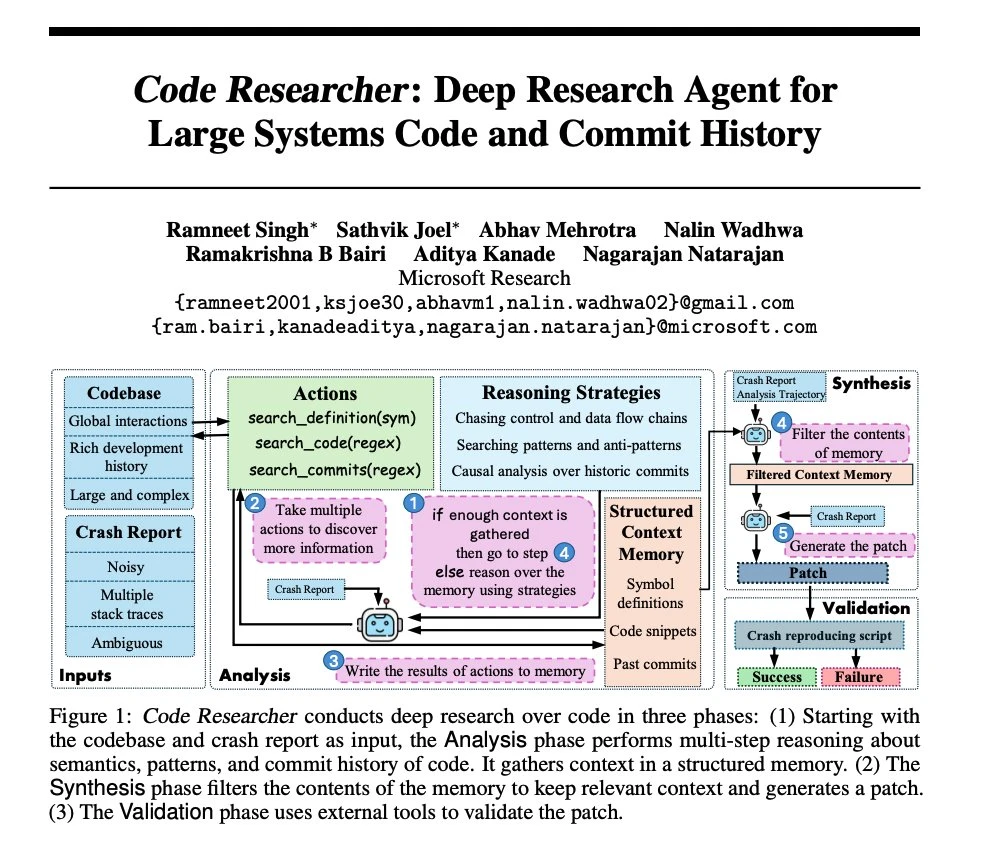 Code Researcher: Deep Research Agent for
Large Systems Code and Commit History
Ramneet Singh* Sathvik Joel* Abhav Mehrotra Nalin Wadhwa
Ramakrishna B Bairi Aditya Kanade Nagarajan Natarajan
Microsoft Research
{ramneet2001,ksjoe30,abhavm1,nalin.wadhwa02}@gmail.com
{ram.bairi,kanadeaditya,nagarajan.natarajan}@microsoft.com
Codebase
Global interactions
Rich development
history
Large and complex
Crash Report
Noisy
Multiple
stack traces
Ambiguous
Inputs
Actions
search_definition(sym)
search_code(regex)
search_commits(regex)
Reasoning Strategies
Chasing control and data flow chains
Searching patterns and anti-patterns
Causal analysis over historic commits
2
Take multiple
actions to discover
more information
1
if enough context is
gathered
then go to step 4
else reason over the
memory using strategies
Structured
Context
Memory
Symbol
definitions
Code snippets
Past commits
Crash Report
3
Write the results of actions to memory
Analysis
Crash Report
Analysis Trajectory
Synthesis
4
Filter the contents
of memory
Filtered Context Memory
Crash Report
5
Generate the patch
Patch
Validation
Crash reproducing script
Success
Failure
Figure 1: Code Researcher conducts deep research over code in three phases: (1) Starting with
the codebase and crash report as input, the Analysis phase performs multi-step reasoning about
semantics, patterns, and commit history of code. It gathers context in a structured memory. (2) The
Synthesis phase filters the contents of the memory to keep relevant context and generates a patch.
(3) The Validation phase uses external tools to validate the patch.